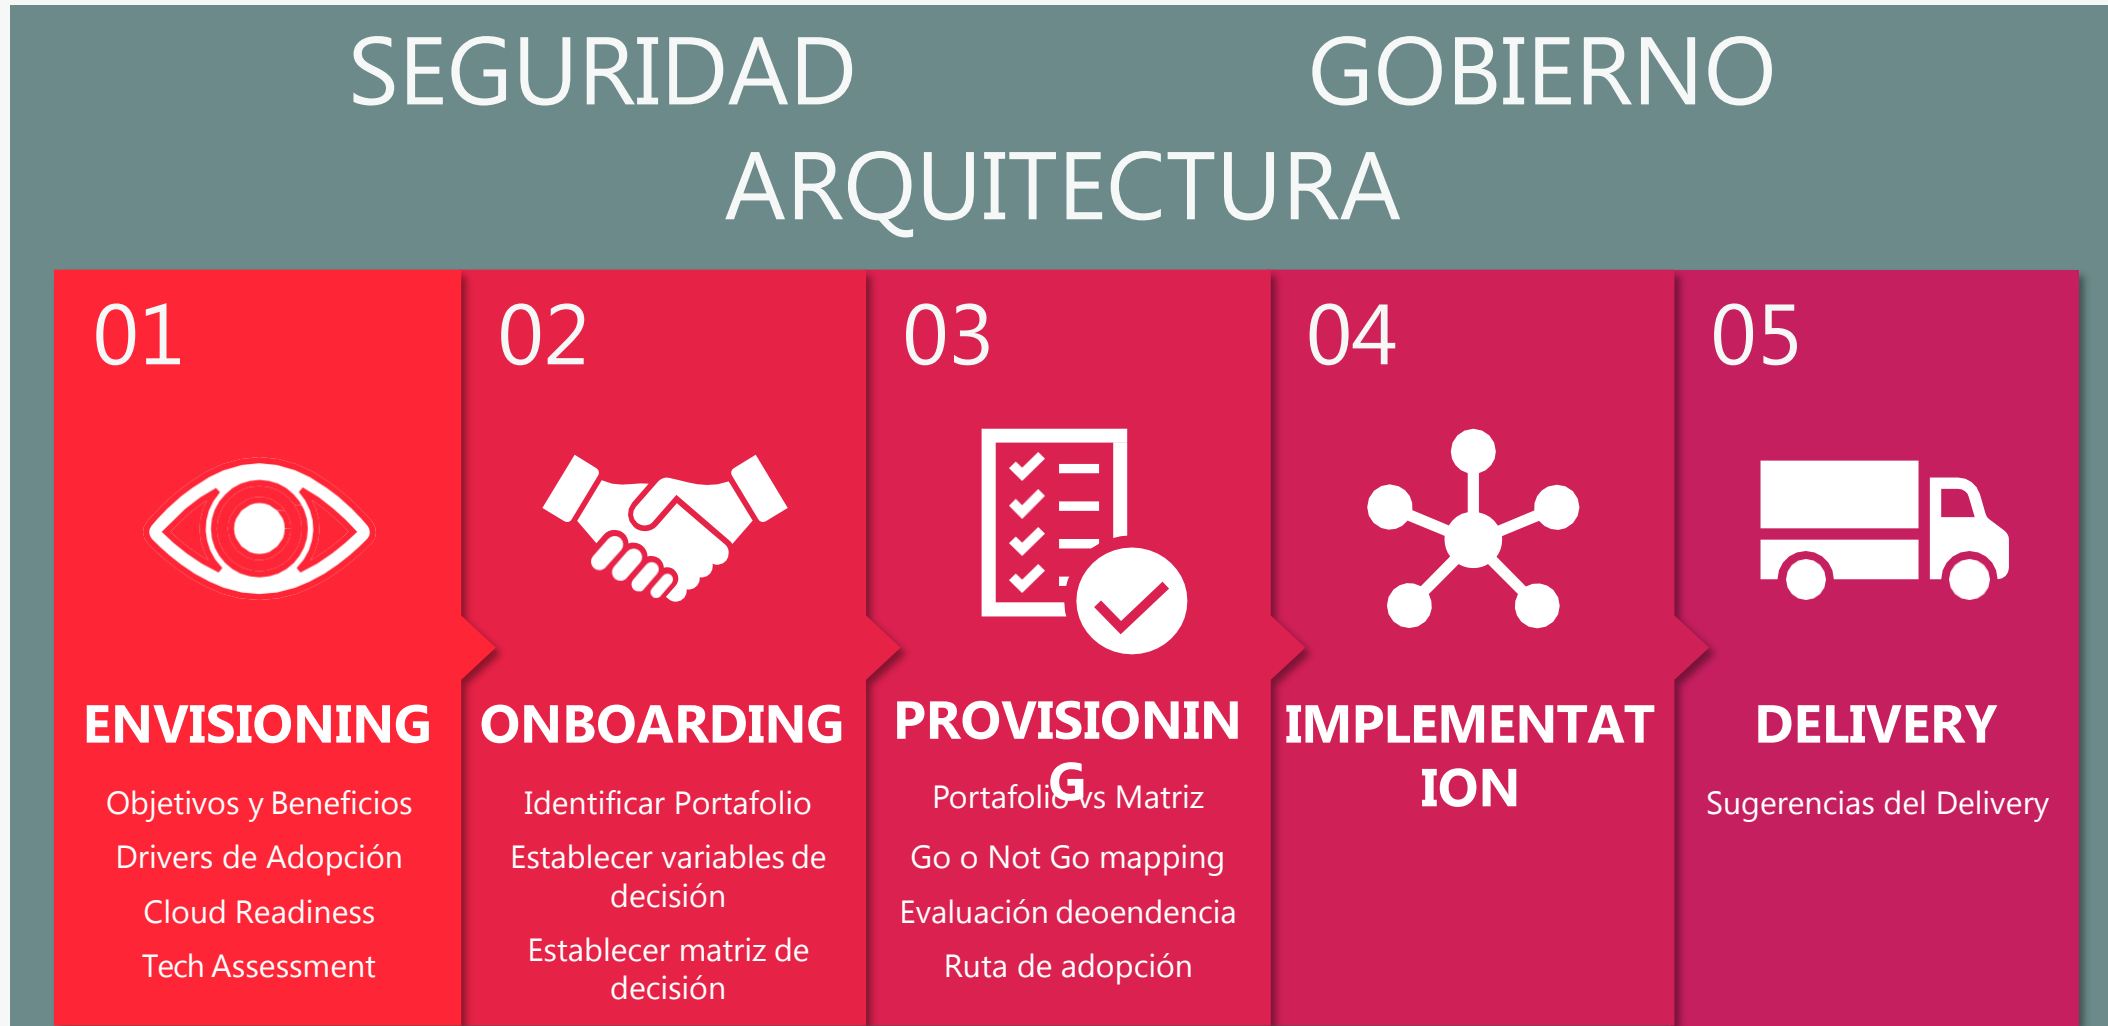 SEGURIDAD
GOBIERNO
ARQUITECTURA
01
ENVISIONING
Objetivos y Beneficios
Drivers de Adopción
Cloud Readiness
Tech Assessment
02
ONBOARDING
Identificar Portafolio
Establecer variables de
decisión
Establecer matriz de
decisión
03
PROVISIONIN
G
Portafolio vs Matriz
Go o Not Go mapping
Evaluación deoendencia
Ruta de adopción
04
IMPLEMENTAT
ION
05
DELIVERY
Sugerencias del Delivery